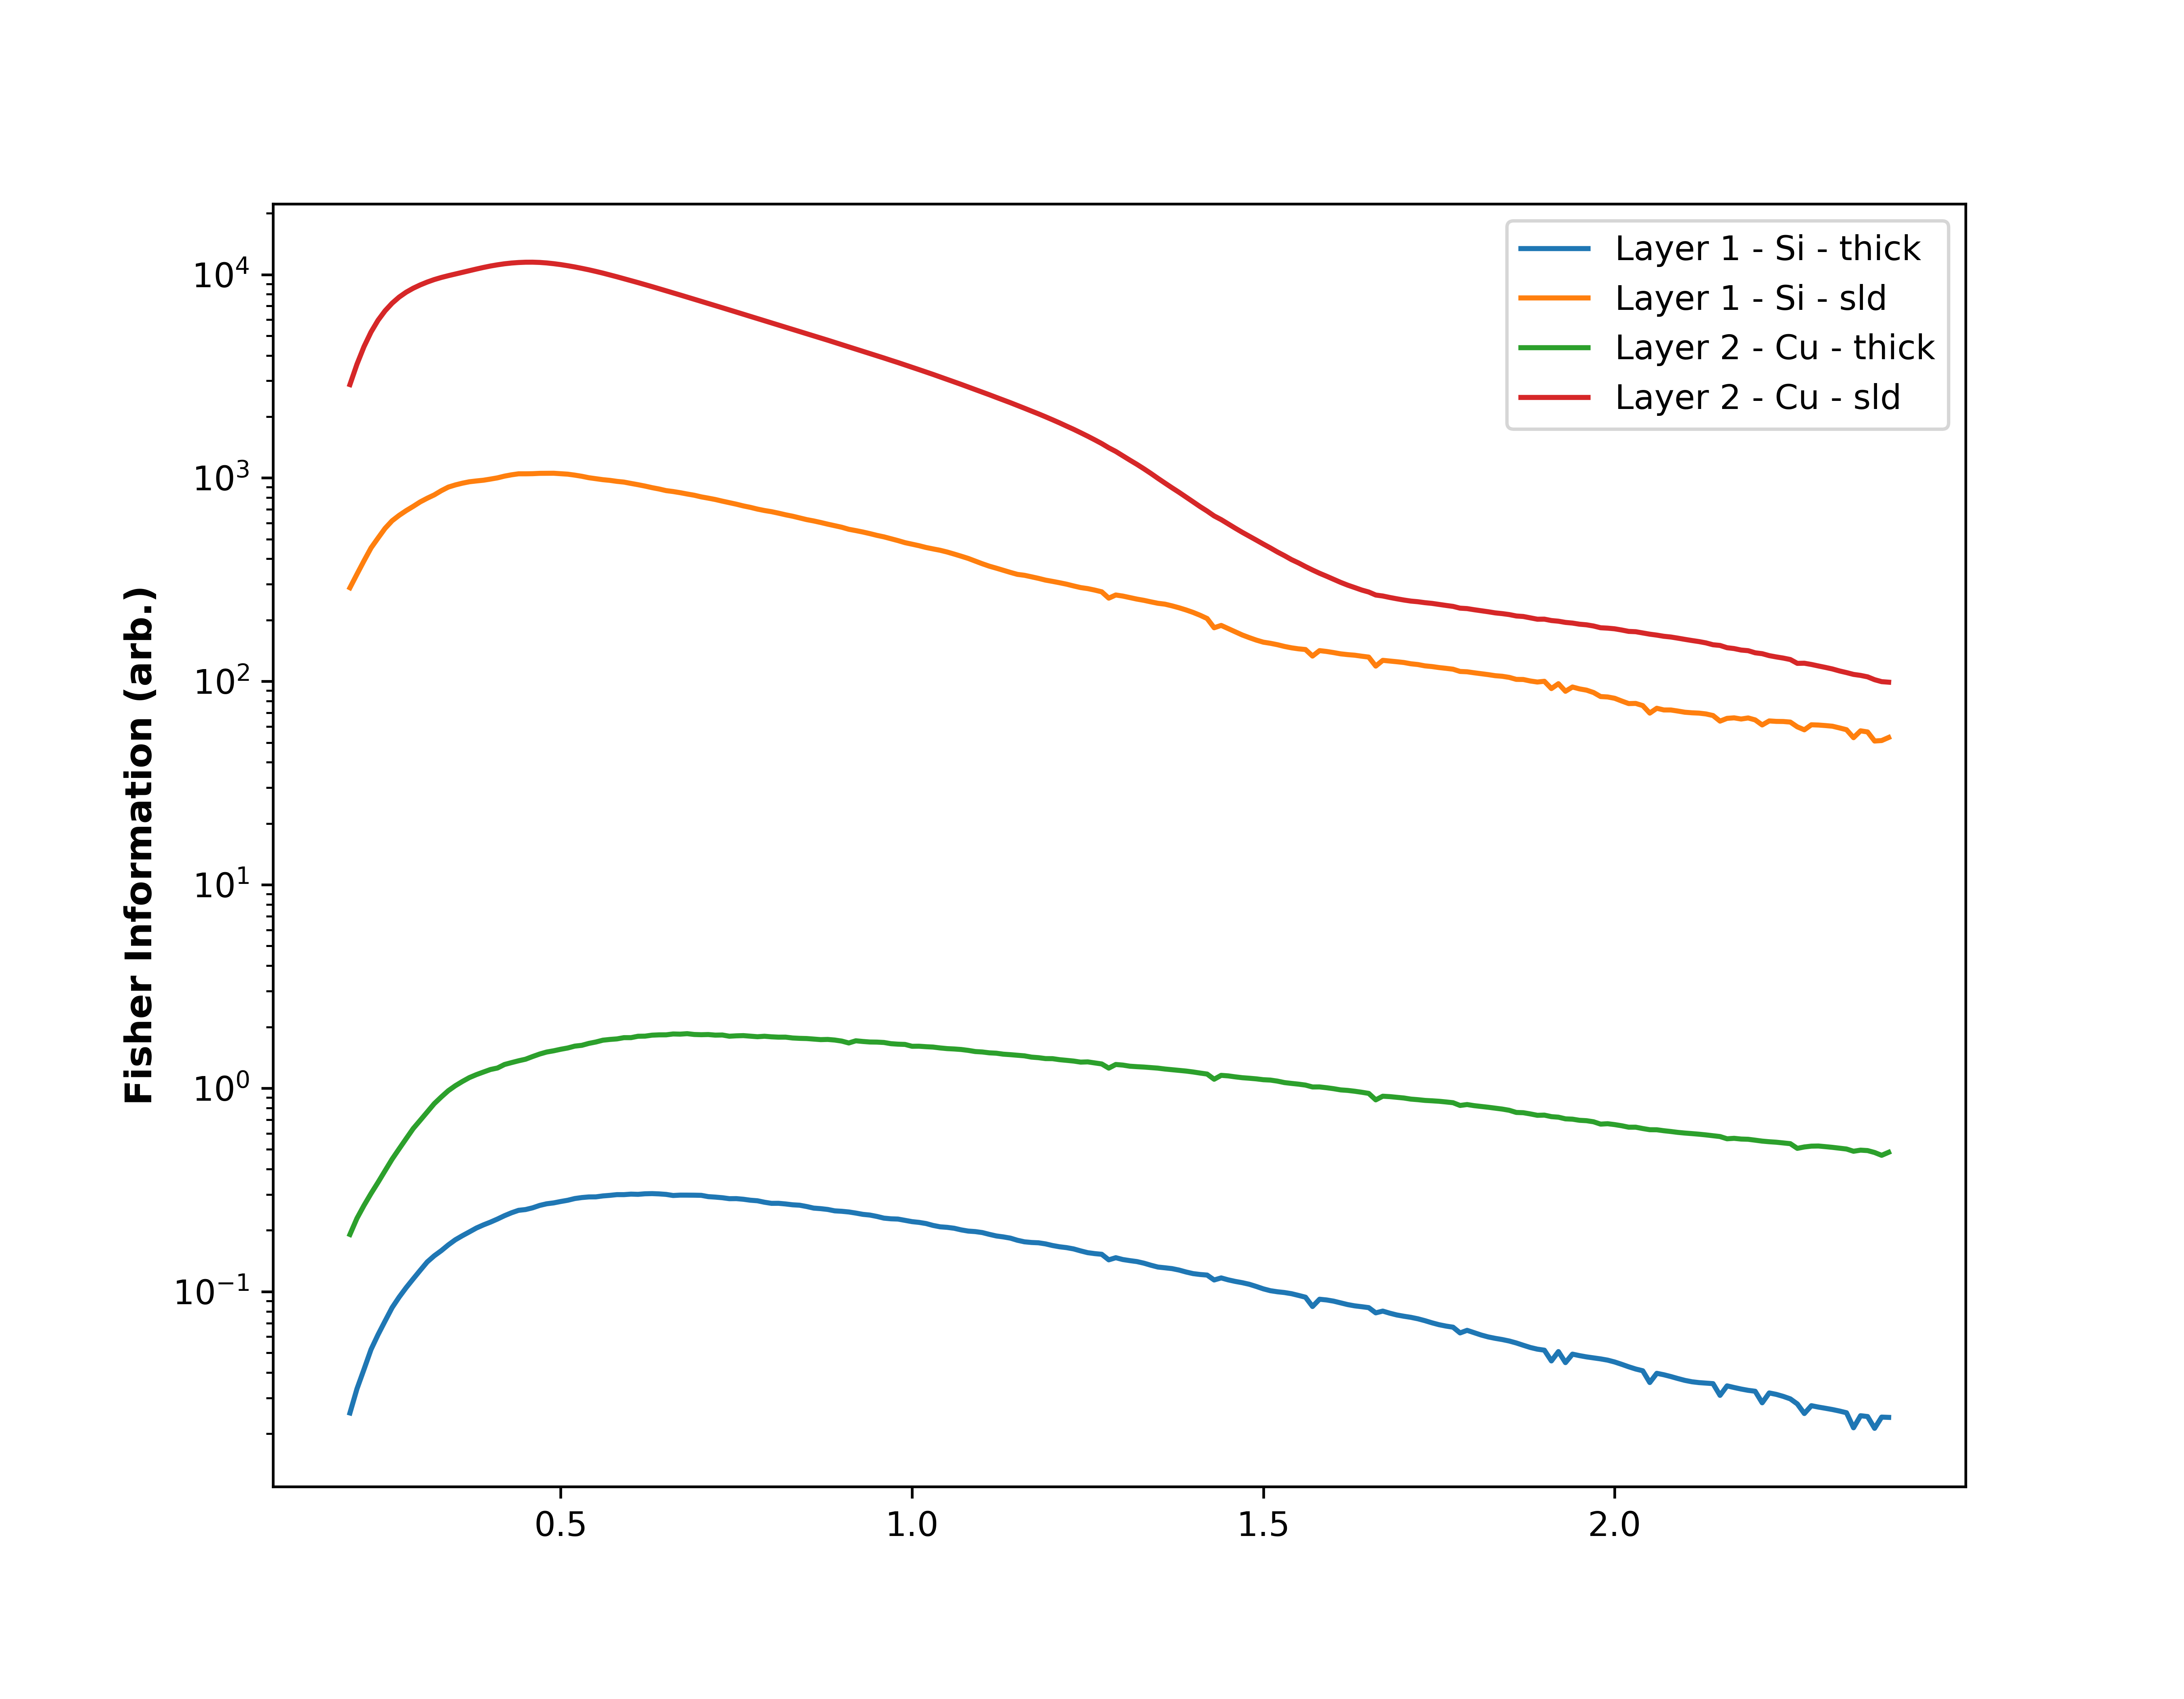 Layer 1 - Si - thick
Layer 1 - Si - sld
Layer 2 - Cu - thick
Layer 2 - Cu - sld
Fisher Information (arb.)
10⁴
10³
10²
10¹
10⁰
10⁻¹
0.5 1.0 1.5 2.0